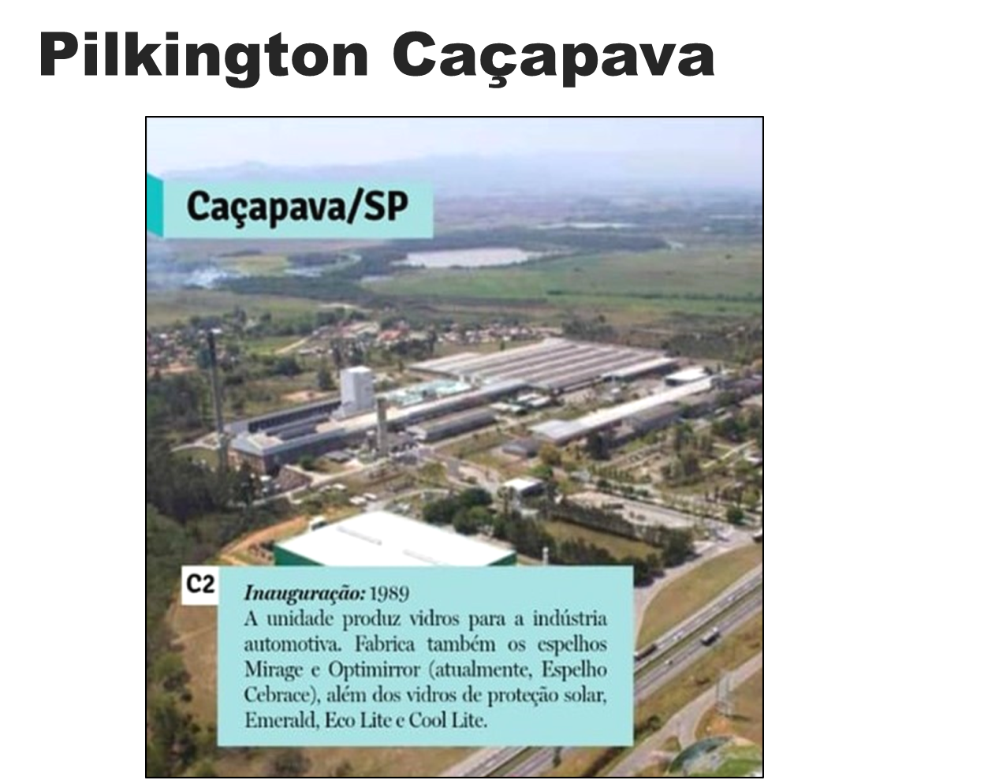 Pilkington Caçapava
Caçapava/SP
C2
Inauguração: 1989
A unidade produz vidros para a indústria
automotiva. Fabrica também os espelhos
Mirage e Optimirror (atualmente, Espelho
Cebrace), além dos vidros de proteção solar,
Emerald, Eco Lite e Cool Lite.